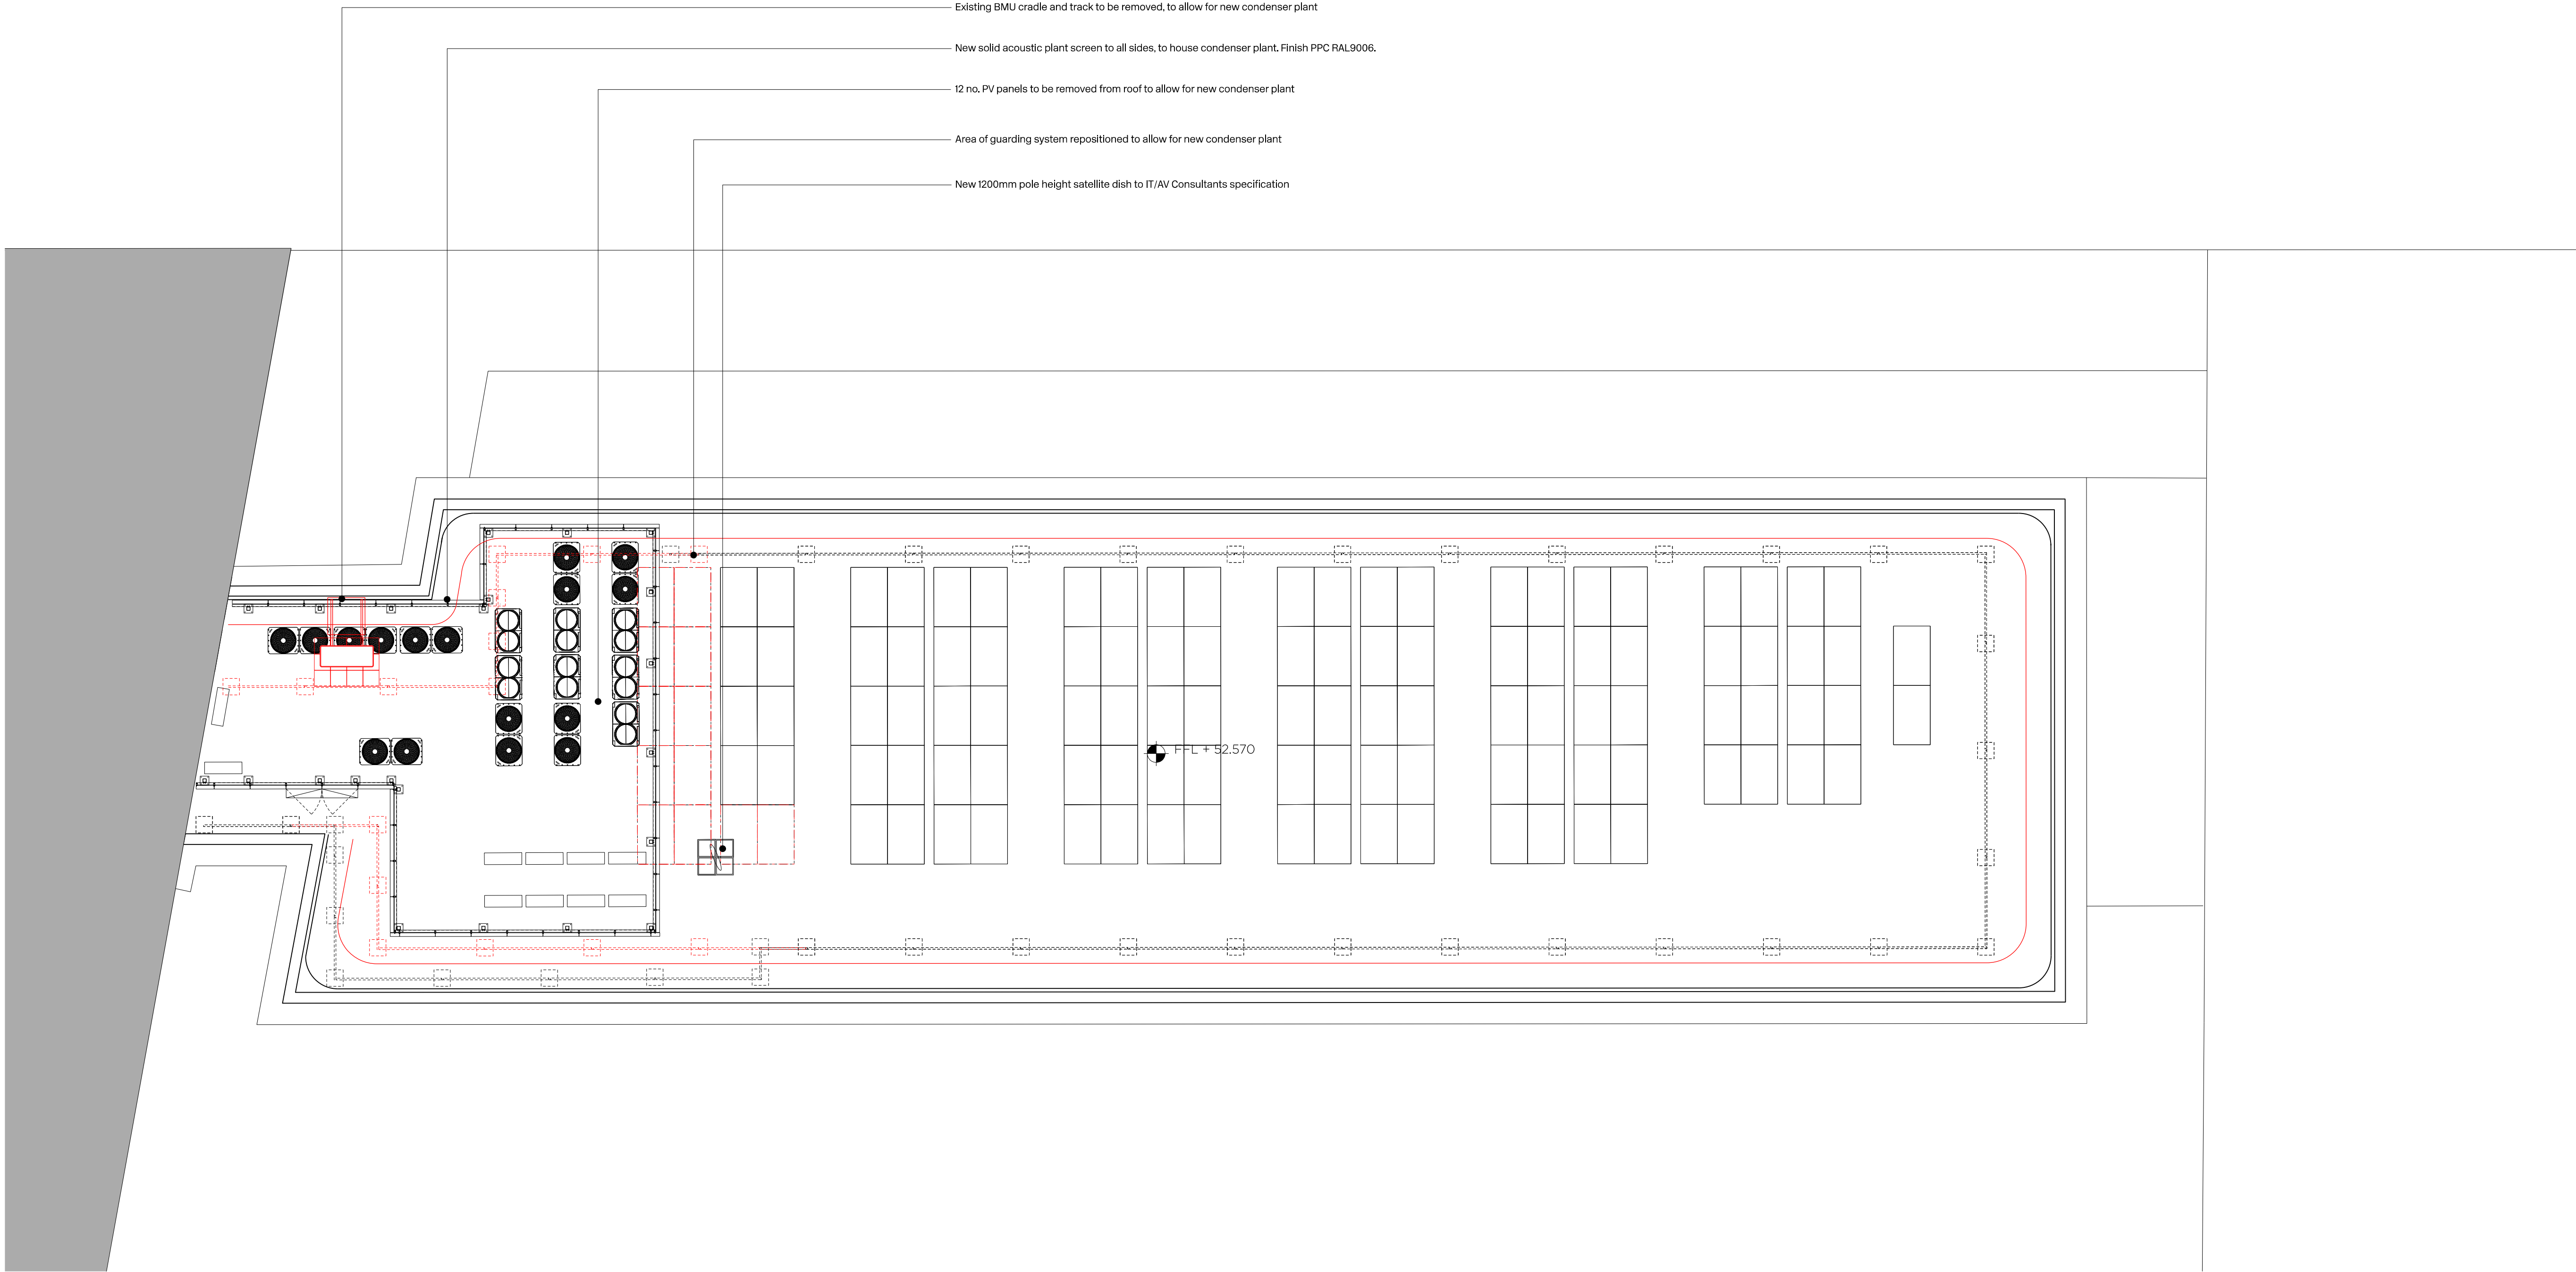 Existing BMU cradle and track to be removed, to allow for new condenser plant
New solid acoustic plant screen to all sides, to house condenser plant. Finish PPC RAL9006.
12 no. PV panels to be removed from roof to allow for new condenser plant
Area of guarding system repositioned to allow for new condenser plant
New 1200mm pole height satellite dish to IT/AV Consultants specification
FFL + 52.570